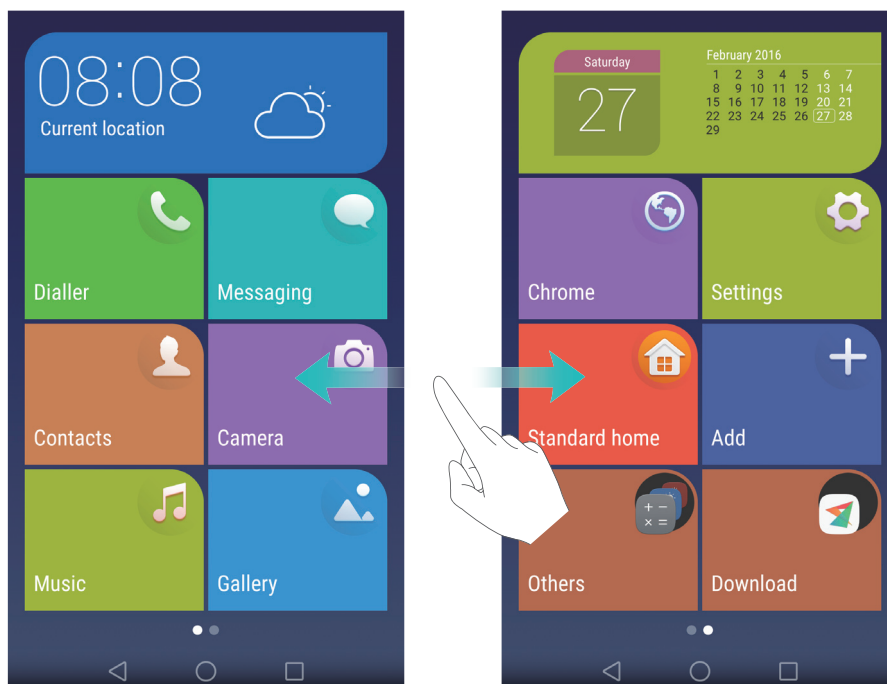 08:08
Current location
Dialler
Messaging
Contacts
Camera
Music
Gallery
Saturday
27
February 2016
1 2 3 4 5 6 7
8 9 10 11 12 13 14
15 16 17 18 19 20 21
22 23 24 25 26 27 28
29
Chrome
Settings
Standard home
Add
Others
Download